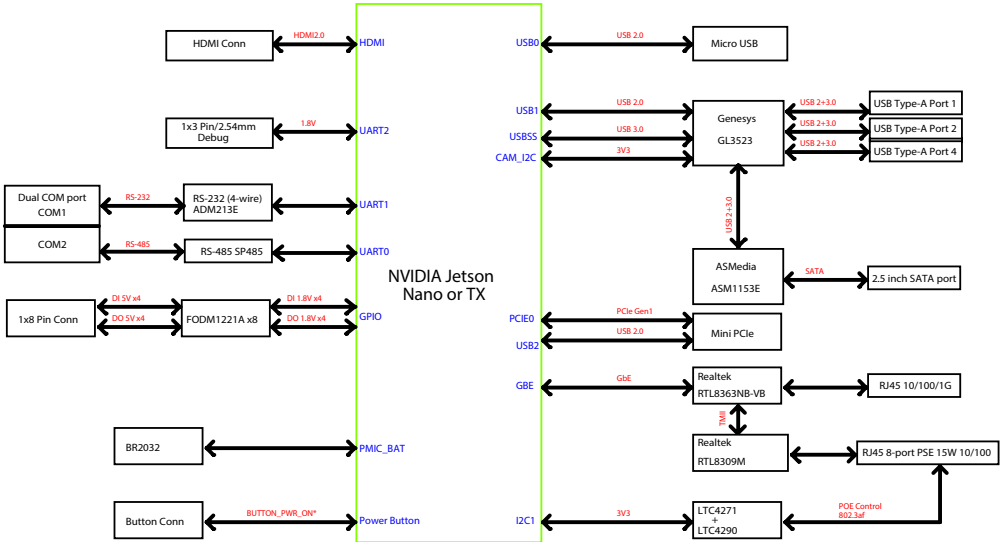 HDMI Conn
HDMI2.0
HDMI
1x3 Pin/2.54mm
Debug
1.8V
UART2
Dual COM port
COM1
RS-232
RS-232 (4-wire)
ADM213E
UART1
COM2
RS-485
RS-485 SP485
UART0
1x8 Pin Conn
DI 5V x4
DO 5V x4
FODM1221A x8
DI 1.8V x4
DO 1.8V x4
GPIO
BR2032
PMIC_BAT
Button Conn
BUTTON_PWR_ON*
Power Button
NVIDIA Jetson
Nano or TX
USB0
USB 2.0
Micro USB
USB1
USB 2.0
USBSS
USB 3.0
CAM_I2C
3V3
Genesys
GL3523
USB 2+3.0
USB Type-A Port 1
USB 2+3.0
USB Type-A Port 2
USB 2+3.0
USB Type-A Port 4
USB 2+3.0
ASMedia
ASM1153E
SATA
2.5 inch SATA port
PCIE0
PCIe Gen1
USB2
USB 2.0
Mini PCIe
GBE
GbE
Realtek
RTL8363NB-VB
RJ45 10/100/1G
TMII
Realtek
RTL8309M
RJ45 8-port PSE 15W 10/100
I2C1
3V3
LTC4271
+
LTC4290
POE Control
802.3af